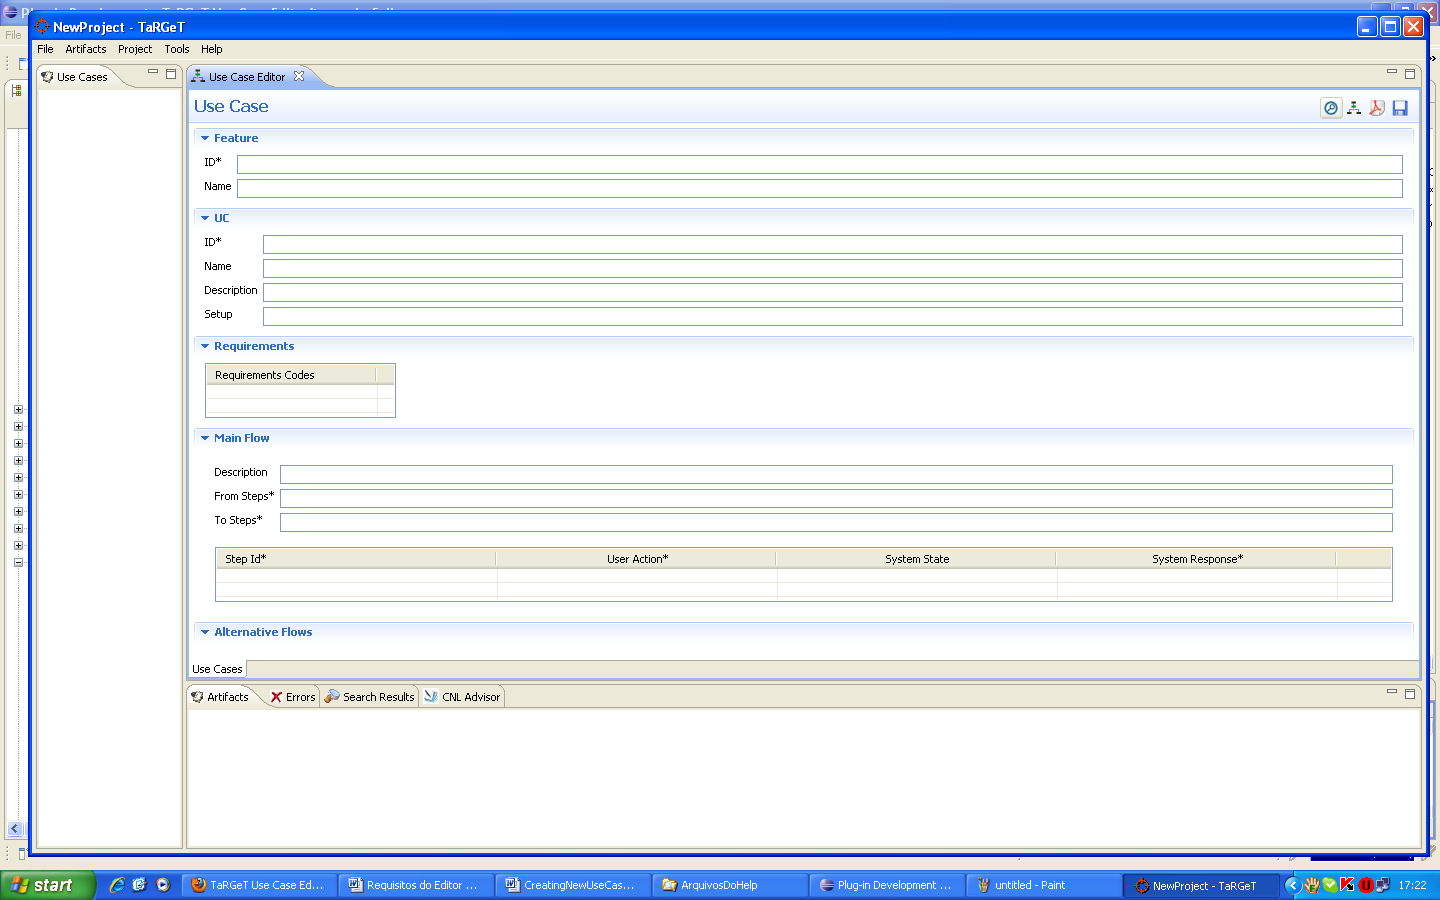 NewProject - TaRGeT
File Artifacts Project Tools Help
Use Cases
Use Case Editor
Use Case
Feature
ID*
Name
UC
ID*
Name
Description
Setup
Requirements
Requirements Codes
Main Flow
Description
From Steps*
To Steps*
Step Id* User Action* System State System Response*
Alternative Flows
Use Cases
Artifacts Errors Search Results CNL Advisor
start TaRGeT Use Case Ed... Requisitos do Editor ... CreatingNewUseCas... ArquivosDoHelp Plug-in Development ... untitled - Paint NewProject - TaRGeT 17:22